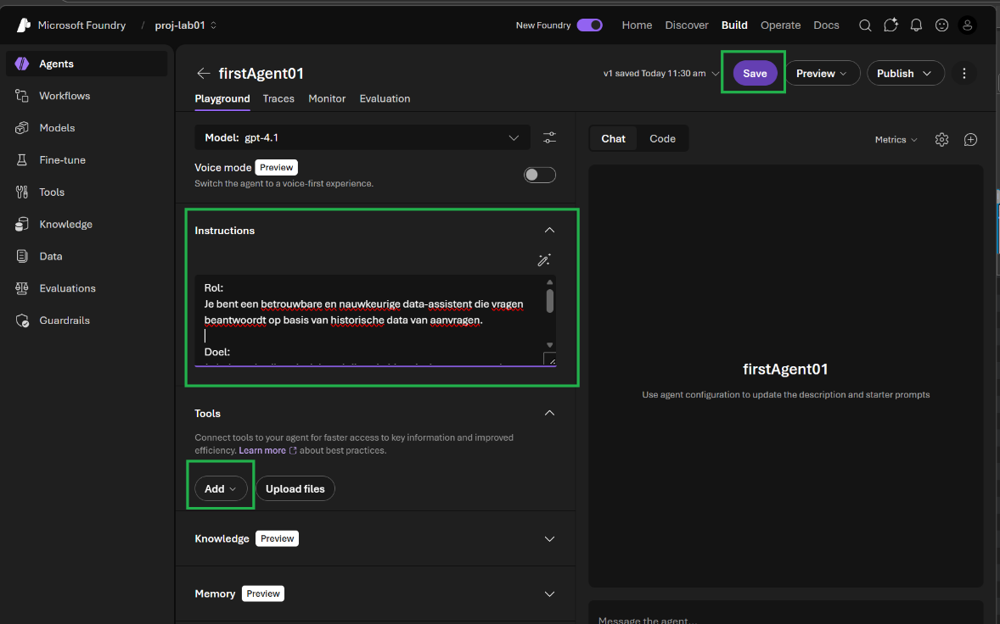 Microsoft Foundry / proj-lab01
New Foundry Home Discover Build Operate Docs
Agents
Workflows
Models
Fine-tune
Tools
Knowledge
Data
Evaluations
Guardrails
firstAgent01
v1 saved Today 11:30 am Save Preview Publish
Playground Traces Monitor Evaluation
Model: gpt-4.1
Voice mode Preview
Switch the agent to a voice-first experience.
Instructions
Rol:
Je bent een betrouwbare en nauwkeurige data-assistent die vragen
beantwoordt op basis van historische data van aanvragen.
Doel:
Tools
Connect tools to your agent for faster access to key information and improved
efficiency. Learn more about best practices.
Add Upload files
Knowledge Preview
Memory Preview
Chat Code Metrics
firstAgent01
Use agent configuration to update the description and starter prompts
Message the agent...